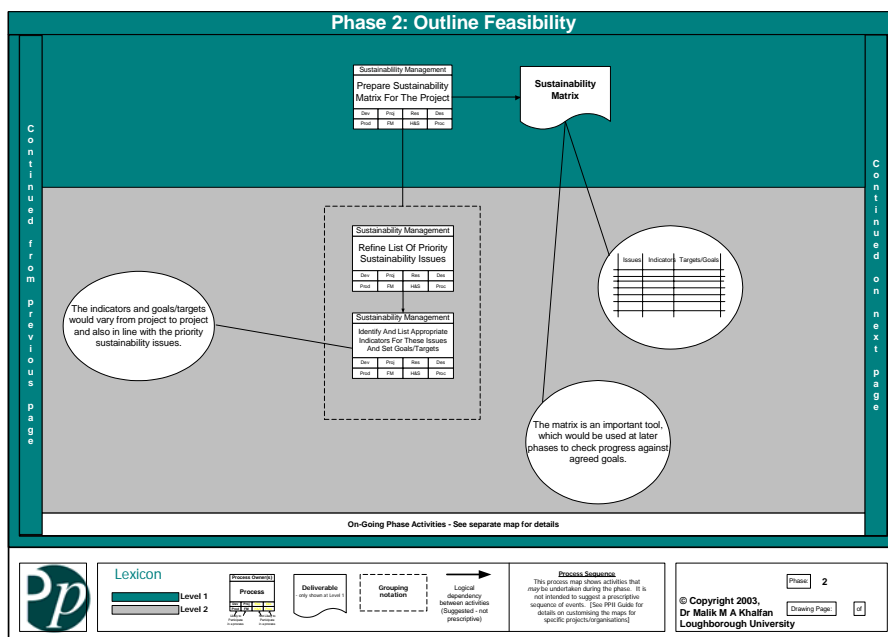 Phase 2: Outline Feasibility
Continued from previous page
Sustainability Management
Prepare Sustainability
Matrix For The Project
Dev Proj Res Des
Prod FM H&S Proc
Sustainability
Matrix
Sustainability Management
Refine List Of Priority
Sustainability Issues
Dev Proj Res Des
Prod FM H&S Proc
Sustainability Management
Identify And List Appropriate
Indicators For These Issues
And Set Goals/Targets
Dev Proj Res Des
Prod FM H&S Proc
The indicators and goals/targets
would vary from project to project
and also in line with the priority
sustainability issues.
Issues Indicators Targets/Goals
The matrix is an important tool,
which would be used at later
phases to check progress against
agreed goals.
Continued on next page
On-Going Phase Activities - See separate map for details
Pp
Lexicon
Level 1
Level 2
Process Owner(s)
Process
Deliverable
- only shown at Level 1
Grouping
notation
Logical
dependency
between activities
(Suggested - not
prescriptive)
Process Sequence
This process map shows activities that
may be undertaken during the phase. It is
not intended to suggest a prescriptive
sequence of events. [See PPII Guide for
details on customising the maps for
specific projects/organisations]
© Copyright 2003,
Dr Malik M A Khalfan
Loughborough University
Phase: 2
Drawing Page: of